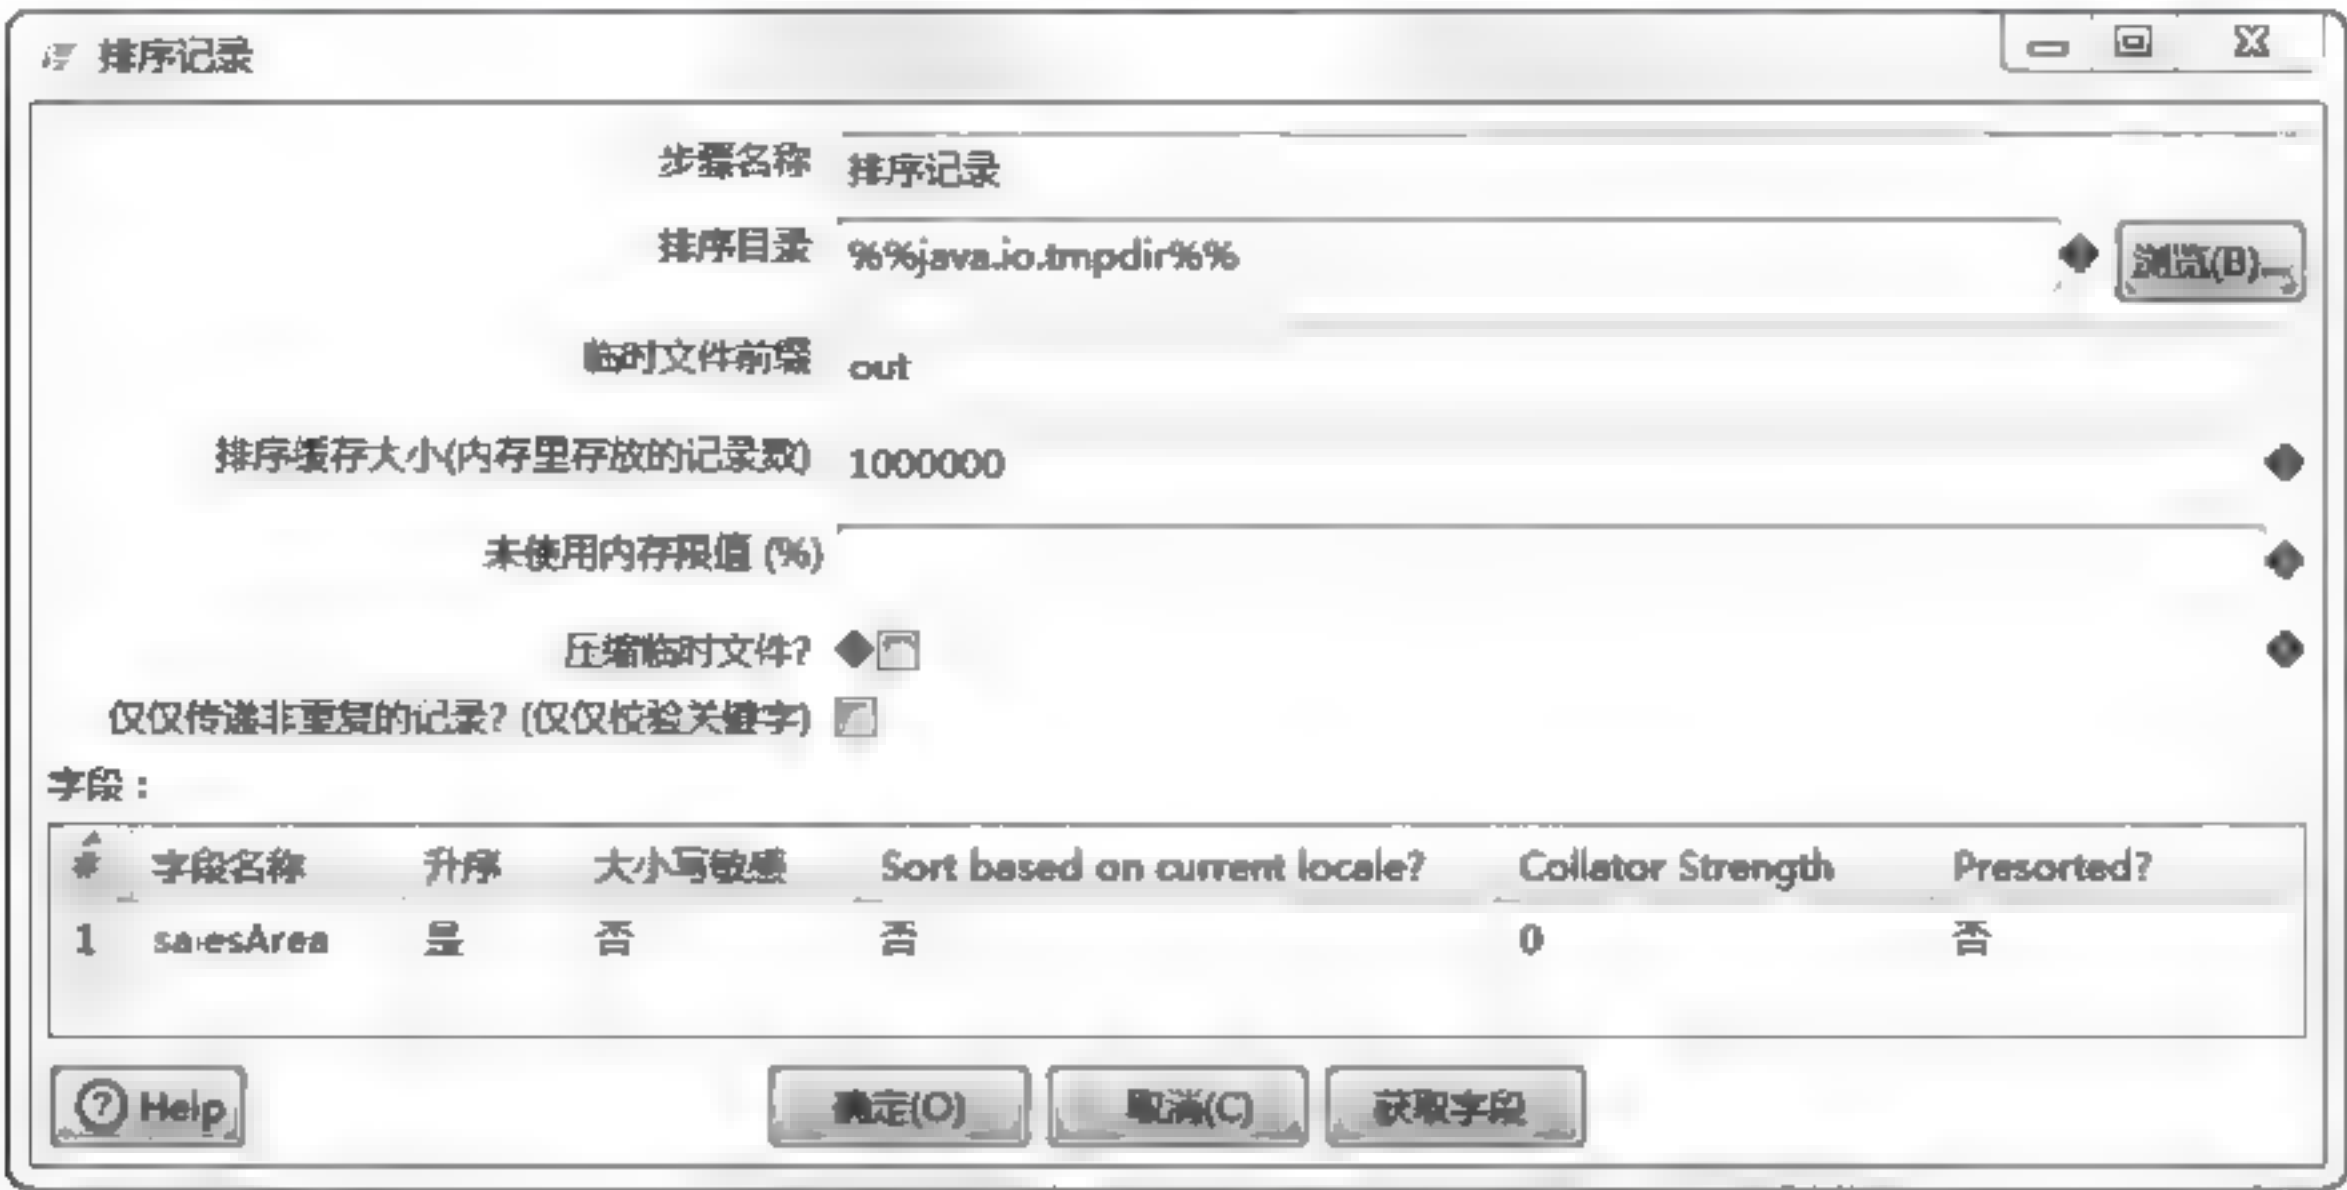 排序记录
步骤名称 排序记录
排序目录 %%java.io.tmpdir%% 浏览(B)...
临时文件前缀 out
排序缓存大小(内存里存放的记录数) 1000000
未使用内存限值 (%)
压缩临时文件?
仅仅传递非重复的记录? (仅仅校验关键字)
字段：
# 字段名称 升序 大小写敏感 Sort based on current locale? Collator Strength Presorted?
1 salesArea 是 否 否 0 否
Help 确定(O) 取消(C) 获取字段